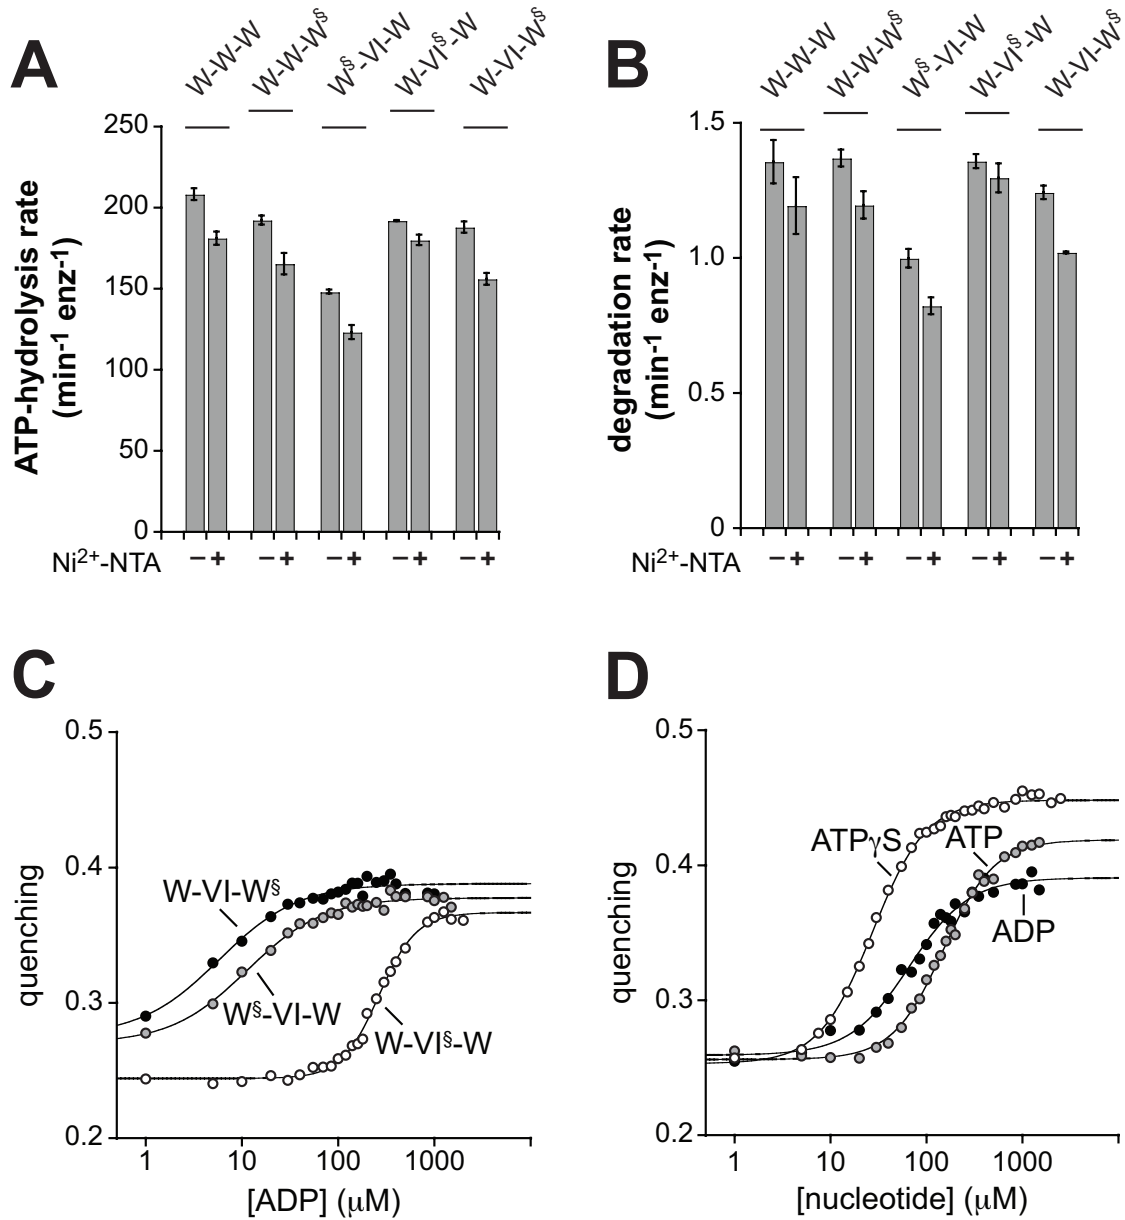 A
W-W-W
W-W-W§
W§-VI-W
W-VI§-W
W-VI-W§
ATP-hydrolysis rate
(min-1 enz-1)
250
200
150
100
50
0
Ni2+-NTA
− + − + − + − + − +
B
W-W-W
W-W-W§
W§-VI-W
W-VI§-W
W-VI-W§
degradation rate
(min-1 enz-1)
1.5
1.0
0.5
0
Ni2+-NTA
− + − + − + − + − +
C
quenching
0.5
0.4
0.3
0.2
W-VI-W§
W§-VI-W
W-VI§-W
1 10 100 1000
[ADP] (μM)
D
quenching
0.5
0.4
0.3
0.2
ATPγS
ATP
ADP
1 10 100 1000
[nucleotide] (μM)